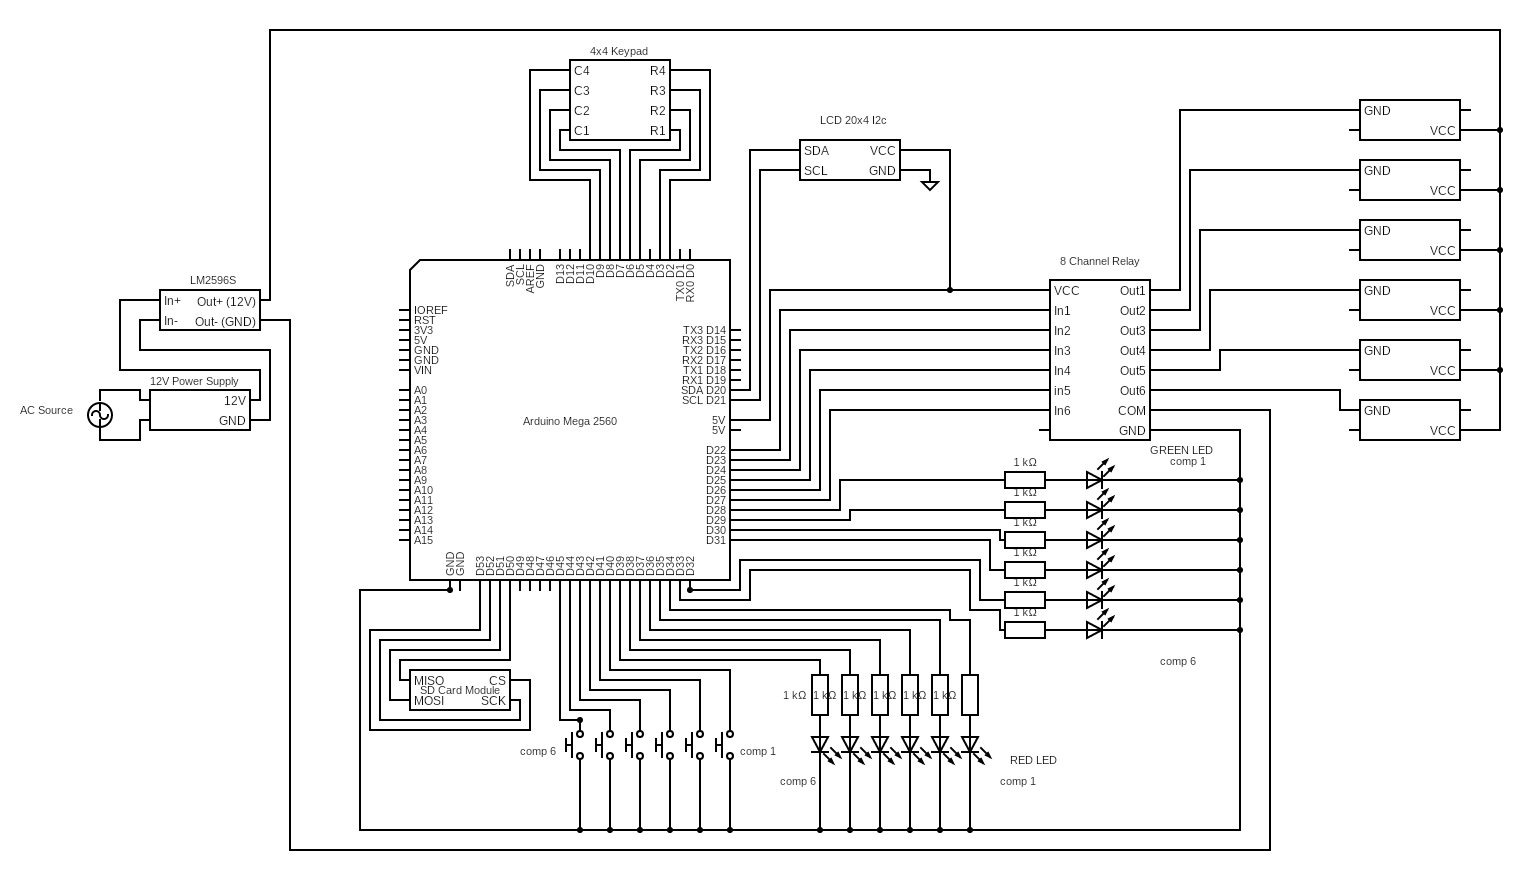 4x4 Keypad
C4 R4
C3 R3
C2 R2
C1 R1
LCD 20x4 I2c
SDA VCC
SCL GND
GND
VCC
GND
VCC
GND
VCC
GND
VCC
GND
VCC
GND
VCC
8 Channel Relay
VCC Out1
In1 Out2
In2 Out3
In3 Out4
In4 Out5
in5 Out6
In6 COM
GND
LM2596S
In+ Out+ (12V)
In- Out- (GND)
12V Power Supply
12V
GND
AC Source
SDA
SCL
AREF
GND
D13
D12
D11
D10
D9
D8
D7
D6
D5
D4
D3
D2
TX0 D1
RX0 D0
IOREF
RST
3V3
5V
GND
GND
VIN
A0
A1
A2
A3
A4
A5
A6
A7
A8
A9
A10
A11
A12
A13
A14
A15
Arduino Mega 2560
TX3 D14
RX3 D15
TX2 D16
RX2 D17
TX1 D18
RX1 D19
SDA D20
SCL D21
5V
5V
D22
D23
D24
D25
D26
D27
D28
D29
D30
D31
GND
GND
D53
D52
D51
D50
D49
D48
D47
D46
D45
D44
D43
D42
D41
D40
D39
D38
D37
D36
D35
D34
D33
D32
GREEN LED
comp 1
1 kΩ
1 kΩ
1 kΩ
1 kΩ
1 kΩ
1 kΩ
comp 6
MISO CS
SD Card Module
MOSI SCK
comp 6
comp 1
1 kΩ 1 kΩ 1 kΩ 1 kΩ 1 kΩ 1 kΩ
RED LED
comp 6
comp 1